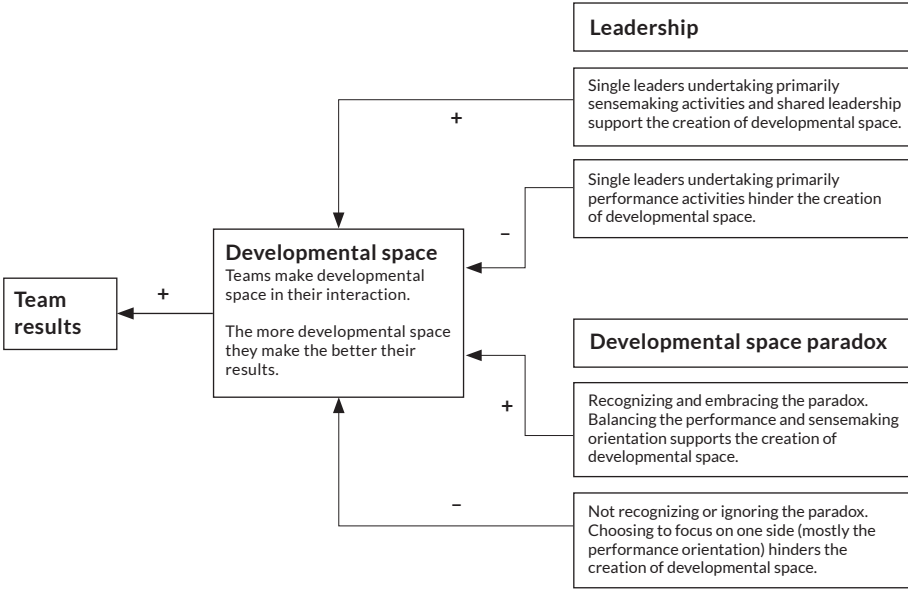 Leadership
Single leaders undertaking primarily
sensemaking activities and shared leadership
support the creation of developmental space.
+
Single leaders undertaking primarily
performance activities hinder the creation
of developmental space.
–
Developmental space
Teams make developmental
space in their interaction.
The more developmental space
they make the better their
results.
+
Team
results
Developmental space paradox
Recognizing and embracing the paradox.
Balancing the performance and sensemaking
orientation supports the creation of
developmental space.
+
Not recognizing or ignoring the paradox.
Choosing to focus on one side (mostly the
performance orientation) hinders the
creation of developmental space.
–